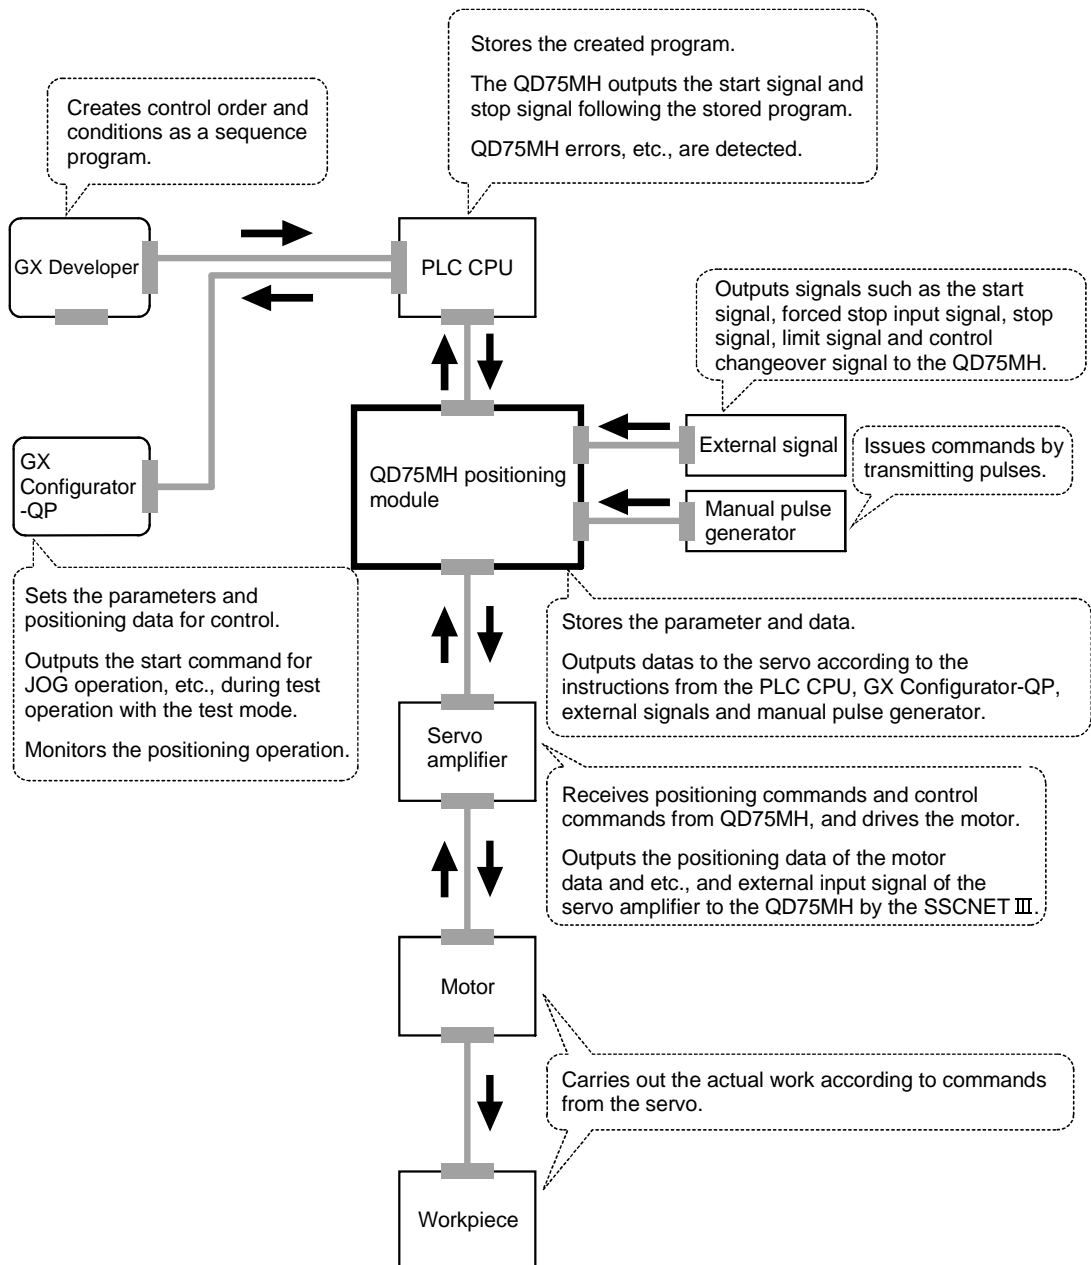 Stores the created program.
The QD75MH outputs the start signal and
stop signal following the stored program.
QD75MH errors, etc., are detected.
Creates control order and
conditions as a sequence
program.
GX Developer
PLC CPU
Outputs signals such as the start
signal, forced stop input signal, stop
signal, limit signal and control
changeover signal to the QD75MH.
GX
Configurator
-QP
QD75MH positioning
module
External signal
Issues commands by
transmitting pulses.
Manual pulse
generator
Sets the parameters and
positioning data for control.
Outputs the start command for
JOG operation, etc., during test
operation with the test mode.
Monitors the positioning operation.
Stores the parameter and data.
Outputs datas to the servo according to the
instructions from the PLC CPU, GX Configurator-QP,
external signals and manual pulse generator.
Servo
amplifier
Receives positioning commands and control
commands from QD75MH, and drives the motor.
Outputs the positioning data of the motor
data and etc., and external input signal of the
servo amplifier to the QD75MH by the SSCNET Ⅲ.
Motor
Carries out the actual work according to commands
from the servo.
Workpiece